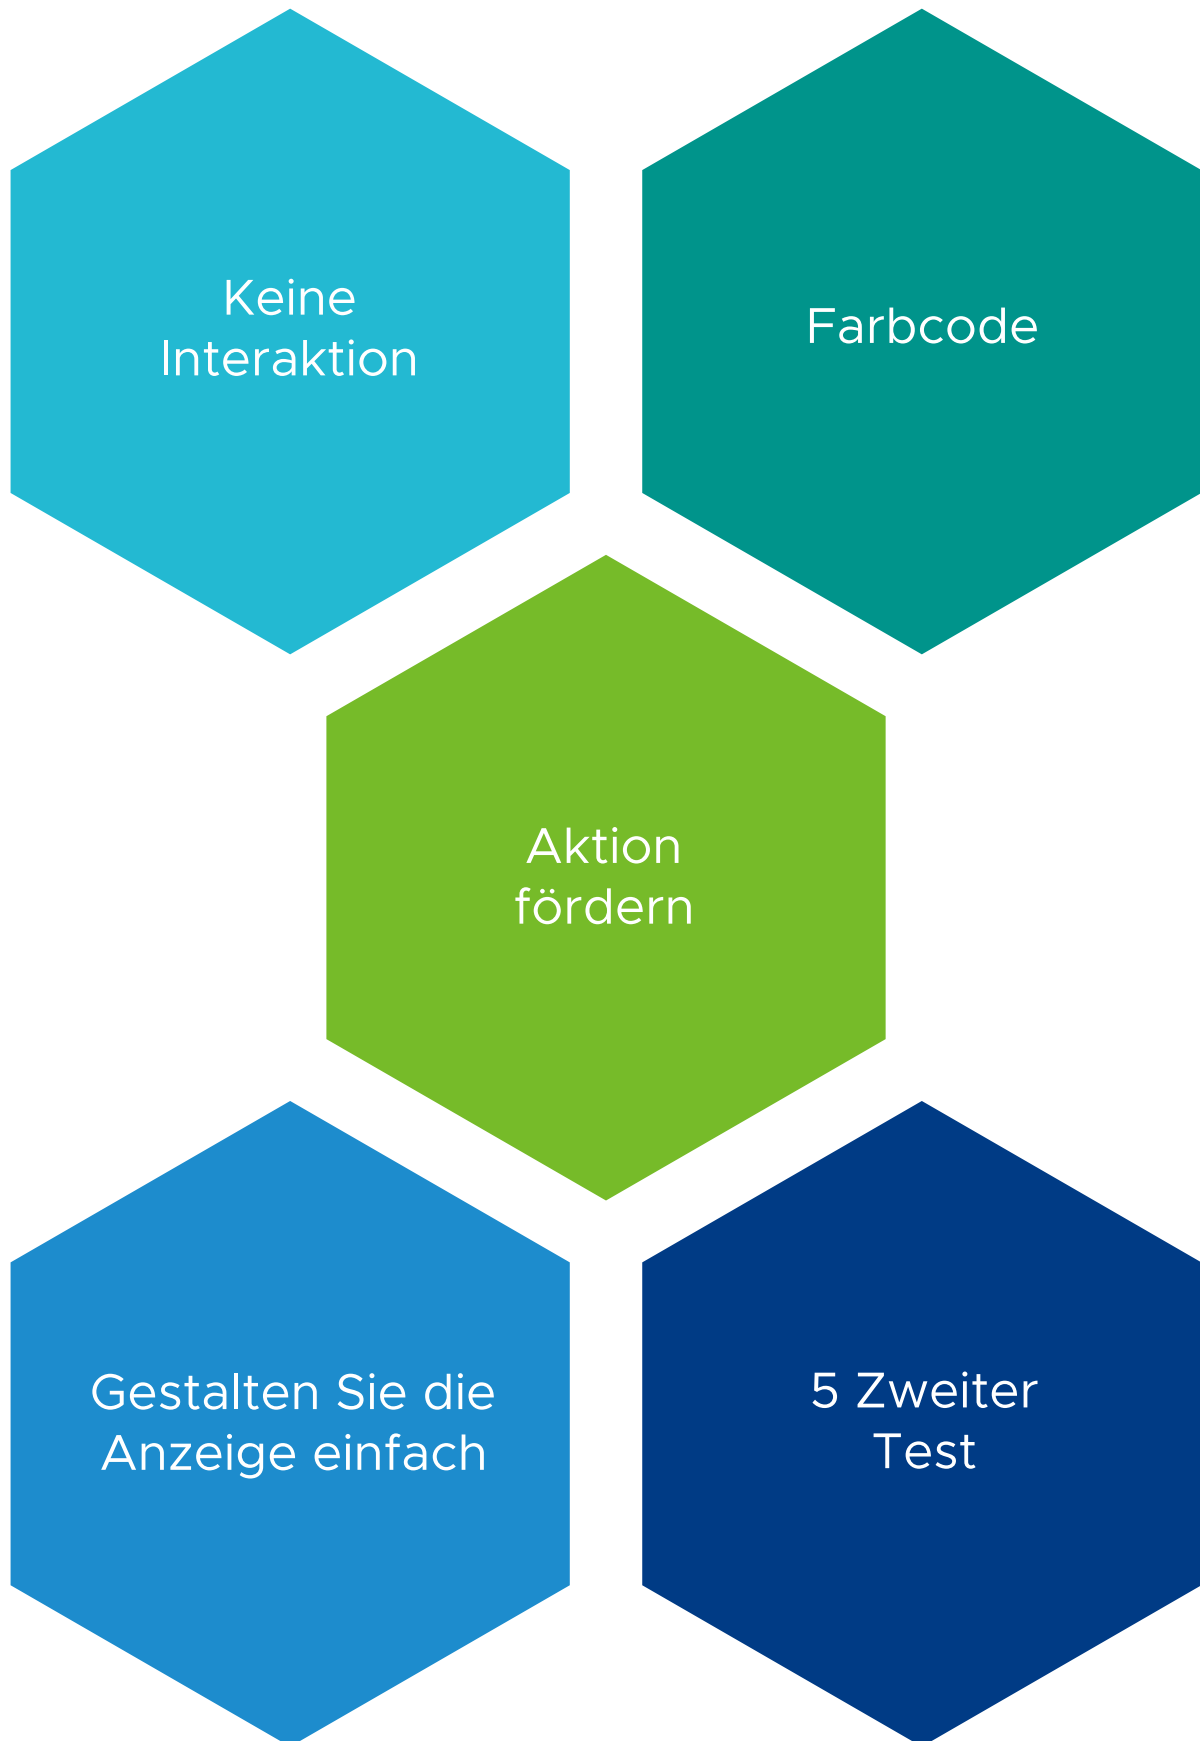 Keine
Interaktion
Farbcode
Aktion
fördern
Gestalten Sie die
Anzeige einfach
5 Zweiter
Test